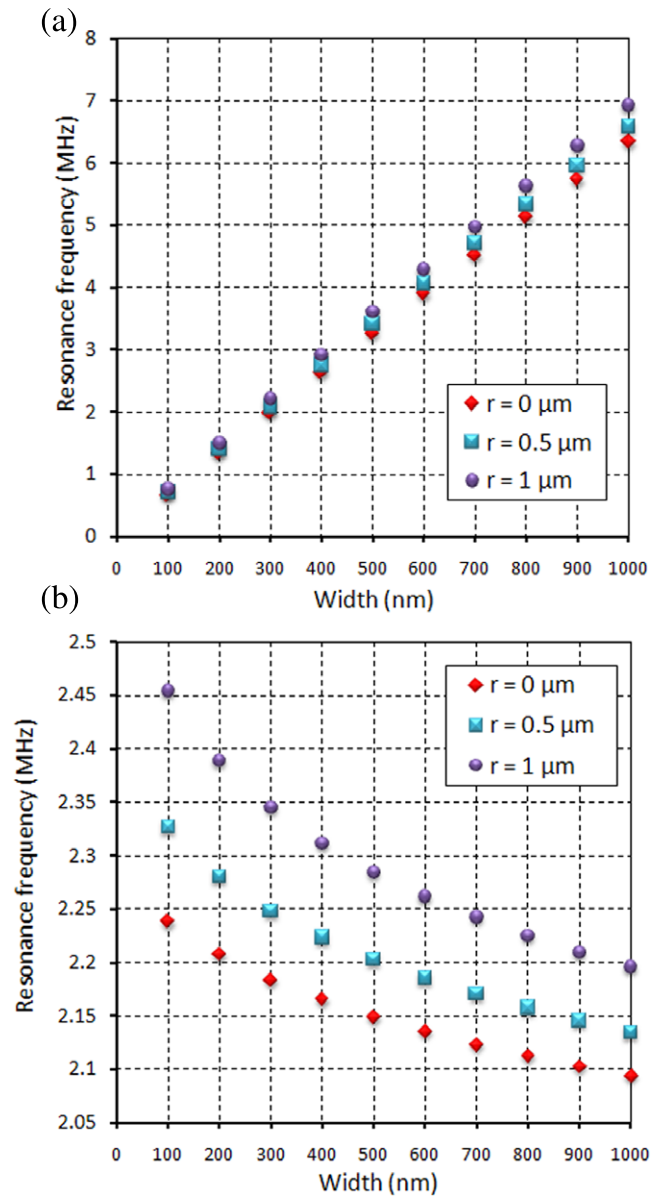 (a)
8
7
6
5
4
3
2
1
0
Resonance frequency (MHz)
r = 0 µm
r = 0.5 µm
r = 1 µm
0 100 200 300 400 500 600 700 800 900 1000
Width (nm)
(b)
2.5
2.45
2.4
2.35
2.3
2.25
2.2
2.15
2.1
2.05
Resonance frequency (MHz)
r = 0 µm
r = 0.5 µm
r = 1 µm
0 100 200 300 400 500 600 700 800 900 1000
Width (nm)